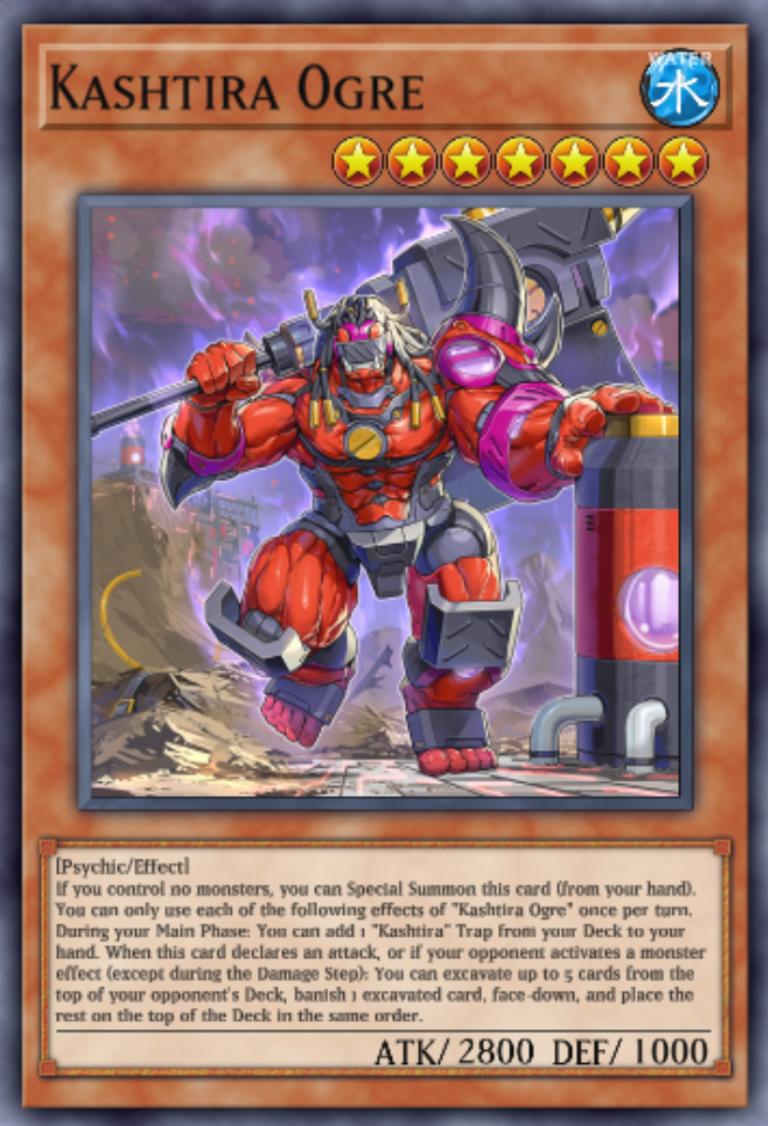 KASHTIRA OGRE
WATER
水
[Psychic/Effect]
If you control no monsters, you can Special Summon this card (from your hand).
You can only use each of the following effects of "Kashtira Ogre" once per turn.
During your Main Phase: You can add 1 "Kashtira" Trap from your Deck to your
hand. When this card declares an attack, or if your opponent activates a monster
effect (except during the Damage Step): You can excavate up to 5 cards from the
top of your opponent's Deck, banish 1 excavated card, face-down, and place the
rest on the top of the Deck in the same order.
ATK/ 2800 DEF/ 1000